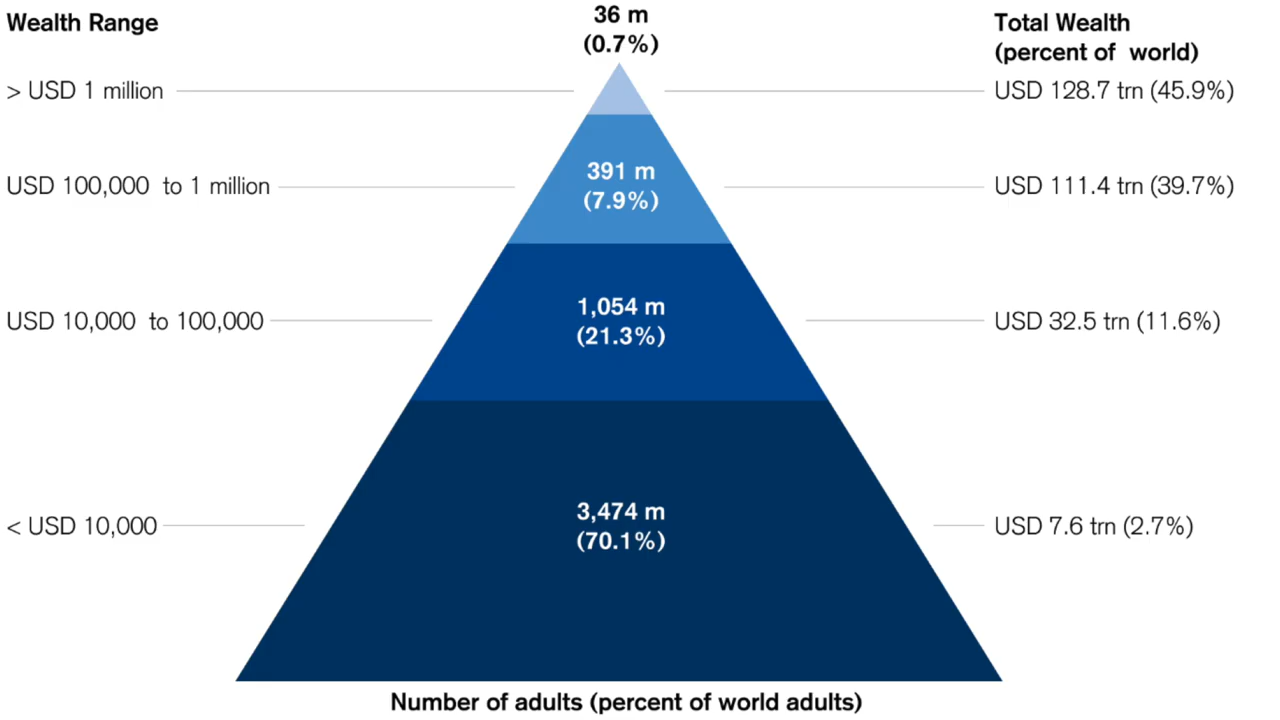 Wealth Range
36 m
(0.7%)
Total Wealth
(percent of world)
> USD 1 million
USD 128.7 trn (45.9%)
USD 100,000 to 1 million
391 m
(7.9%)
USD 111.4 trn (39.7%)
USD 10,000 to 100,000
1,054 m
(21.3%)
USD 32.5 trn (11.6%)
< USD 10,000
3,474 m
(70.1%)
USD 7.6 trn (2.7%)
Number of adults (percent of world adults)